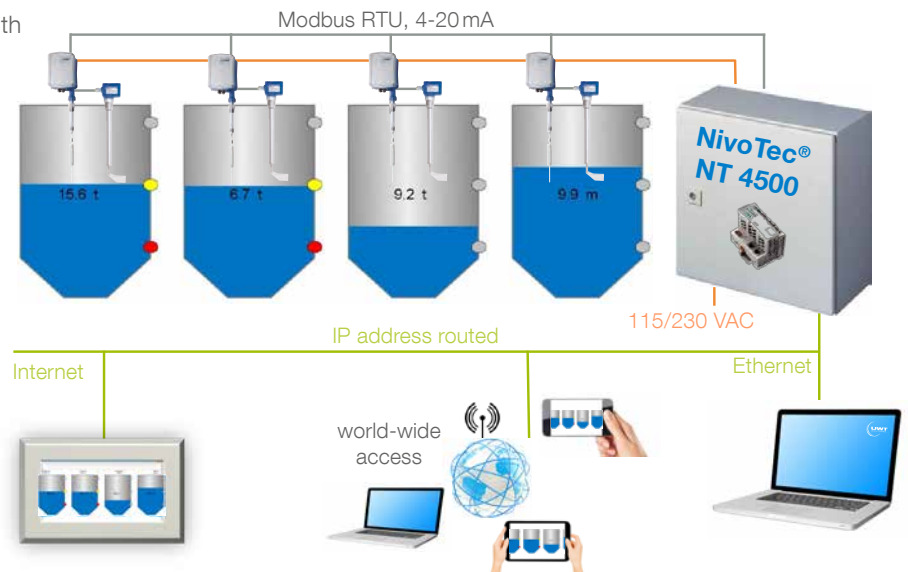 th
Modbus RTU, 4-20 mA
NivoTec®
NT 4500
15.6 t
6.7 t
9.2 t
9.9 m
115/230 VAC
IP address routed
Internet
Ethernet
world-wide
access
UWT